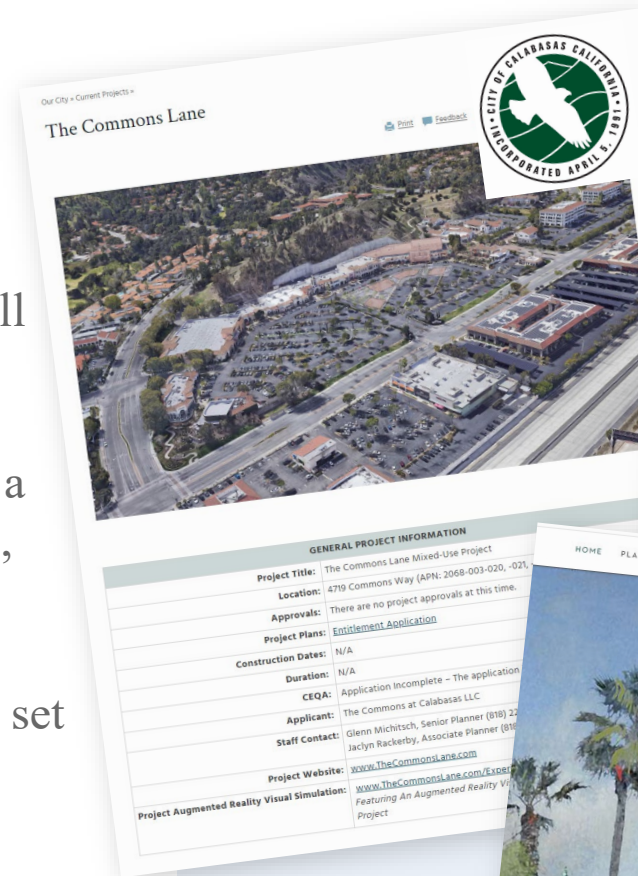 ll
a
,
set
Our City » Current Projects »
The Commons Lane
Print Feedback
CITY OF CALABASAS CALIFORNIA
INCORPORATED APRIL 5, 1991
GENERAL PROJECT INFORMATION
Project Title: The Commons Lane Mixed-Use Project
Location: 4719 Commons Way (APN: 2068-003-020, -021,
Approvals: There are no project approvals at this time.
Project Plans: Entitlement Application
Construction Dates: N/A
Duration: N/A
CEQA: Application Incomplete – The application
Applicant: The Commons at Calabasas LLC
Staff Contact: Glenn Michitsch, Senior Planner (818) 22
Jaclyn Rackerby, Associate Planner (818
Project Website: www.TheCommonsLane.com
Project Augmented Reality Visual Simulation: www.TheCommonsLane.com/Exper
Featuring An Augmented Reality Vi
Project
HOME PLA